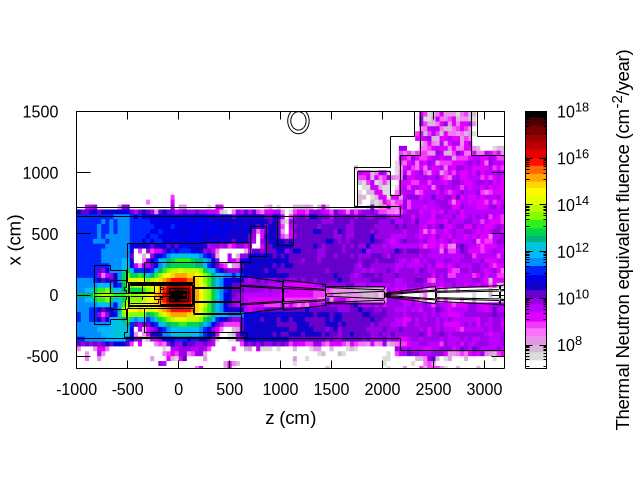 1500
1000
500
0
-500
x (cm)
-1000 -500 0 500 1000 1500 2000 2500 3000
z (cm)
10^18
10^16
10^14
10^12
10^10
10^8
Thermal Neutron equivalent fluence (cm^-2/year)